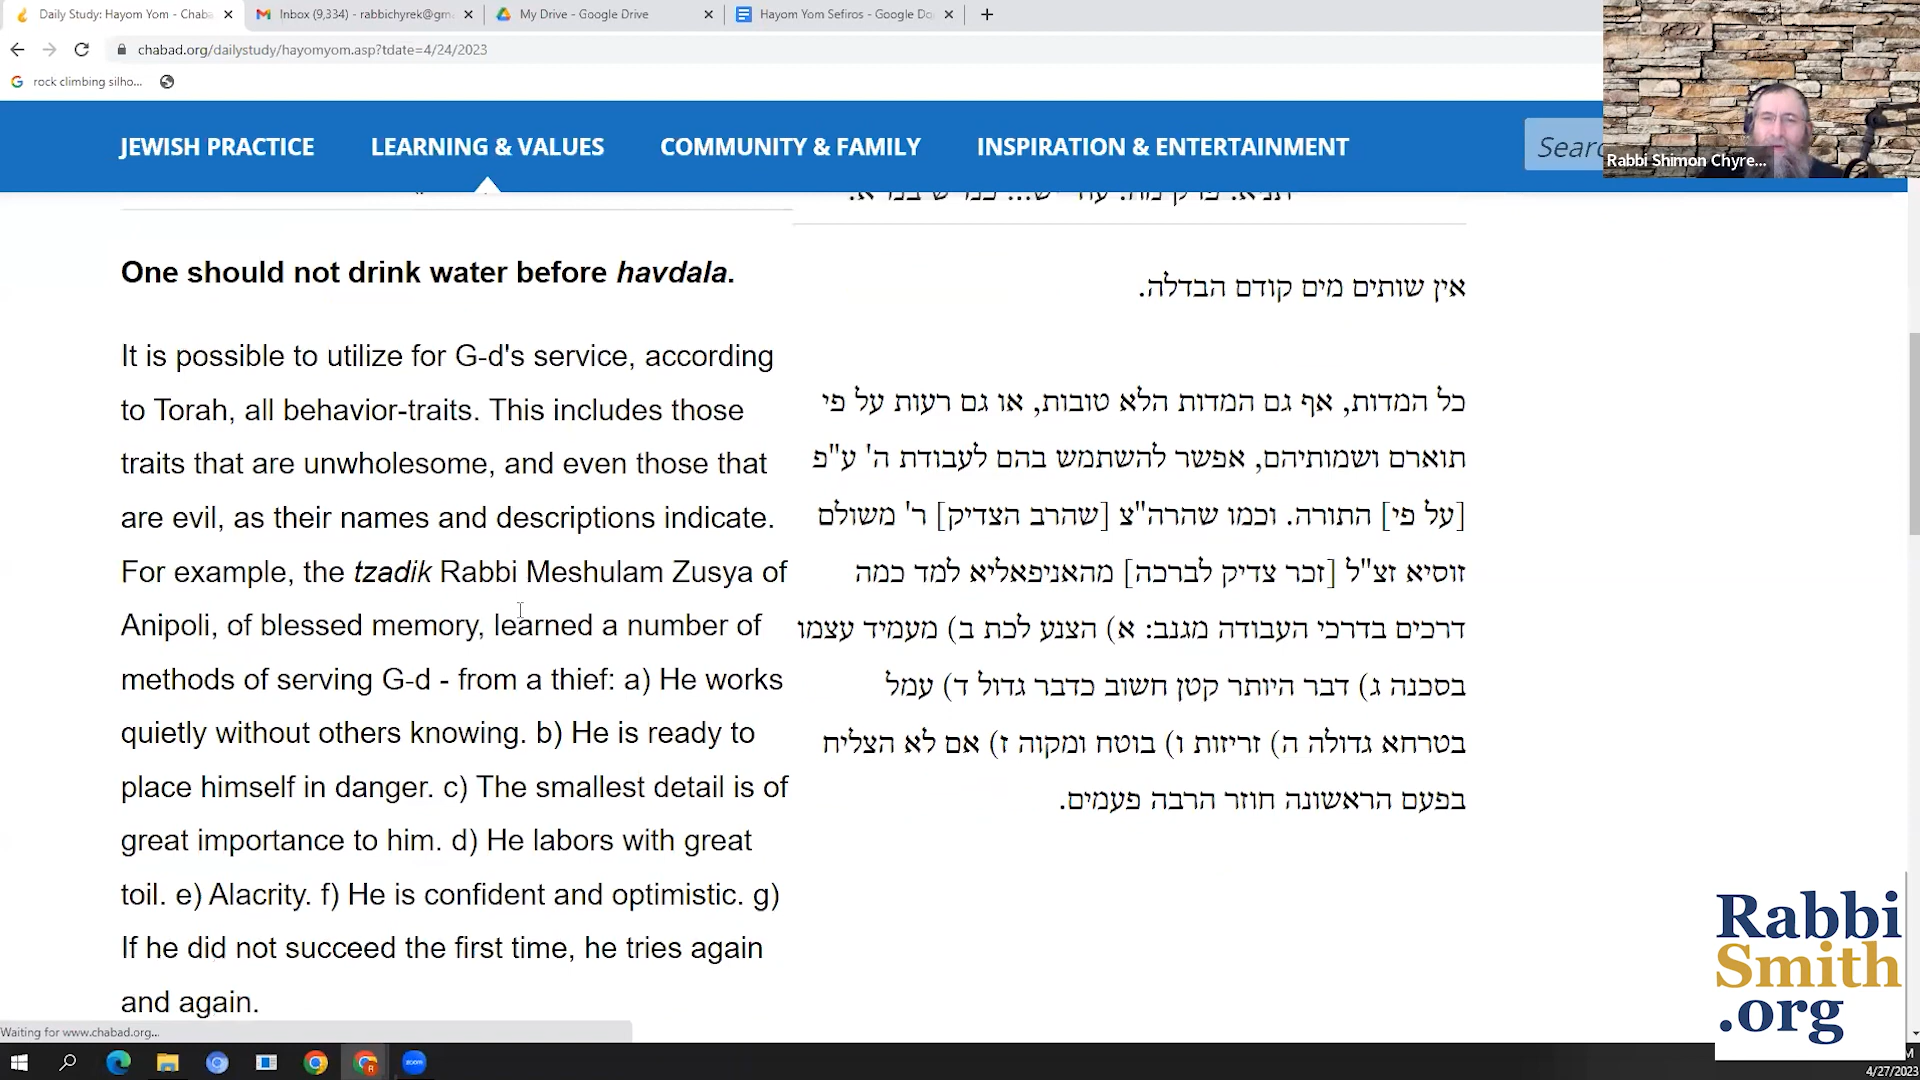 Daily Study: Hayom Yom - Chaba
Inbox (9,334) - rabbichyrek@gm
My Drive - Google Drive
Hayom Yom Sefiros - Google Do
chabad.org/dailystudy/hayomyom.asp?tdate=4/24/2023
rock climbing silho...
JEWISH PRACTICE
LEARNING & VALUES
COMMUNITY & FAMILY
INSPIRATION & ENTERTAINMENT
Searc
Rabbi Shimon Chyre...
One should not drink water before havdala.
It is possible to utilize for G-d's service, according
to Torah, all behavior-traits. This includes those
traits that are unwholesome, and even those that
are evil, as their names and descriptions indicate.
For example, the tzadik Rabbi Meshulam Zusya of
Anipoli, of blessed memory, learned a number of
methods of serving G-d - from a thief: a) He works
quietly without others knowing. b) He is ready to
place himself in danger. c) The smallest detail is of
great importance to him. d) He labors with great
toil. e) Alacrity. f) He is confident and optimistic. g)
If he did not succeed the first time, he tries again
and again.
אין שותים מים קודם הבדלה.
כל המדות, אף גם המדות הלא טובות, או גם רעות על פי
תוארם ושמותיהם, אפשר להשתמש בהם לעבודת ה' ע"פ
[על פי] התורה. וכמו שהרה"צ [שהרב הצדיק] ר' משולם
זוסיא זצ"ל [זכר צדיק לברכה] מהאניפאליא למד כמה
דרכים בדרכי העבודה מגנב: א) הצנע לכת ב) מעמיד עצמו
בסכנה ג) דבר היותר קטן חשוב כדבר גדול ד) עמל
בטרחא גדולה ה) זריזות ו) בוטח ומקוה ז) אם לא הצליח
בפעם הראשונה חוזר הרבה פעמים.
Waiting for www.chabad.org...
Rabbi
Smith
.org
zoom
4/27/2023